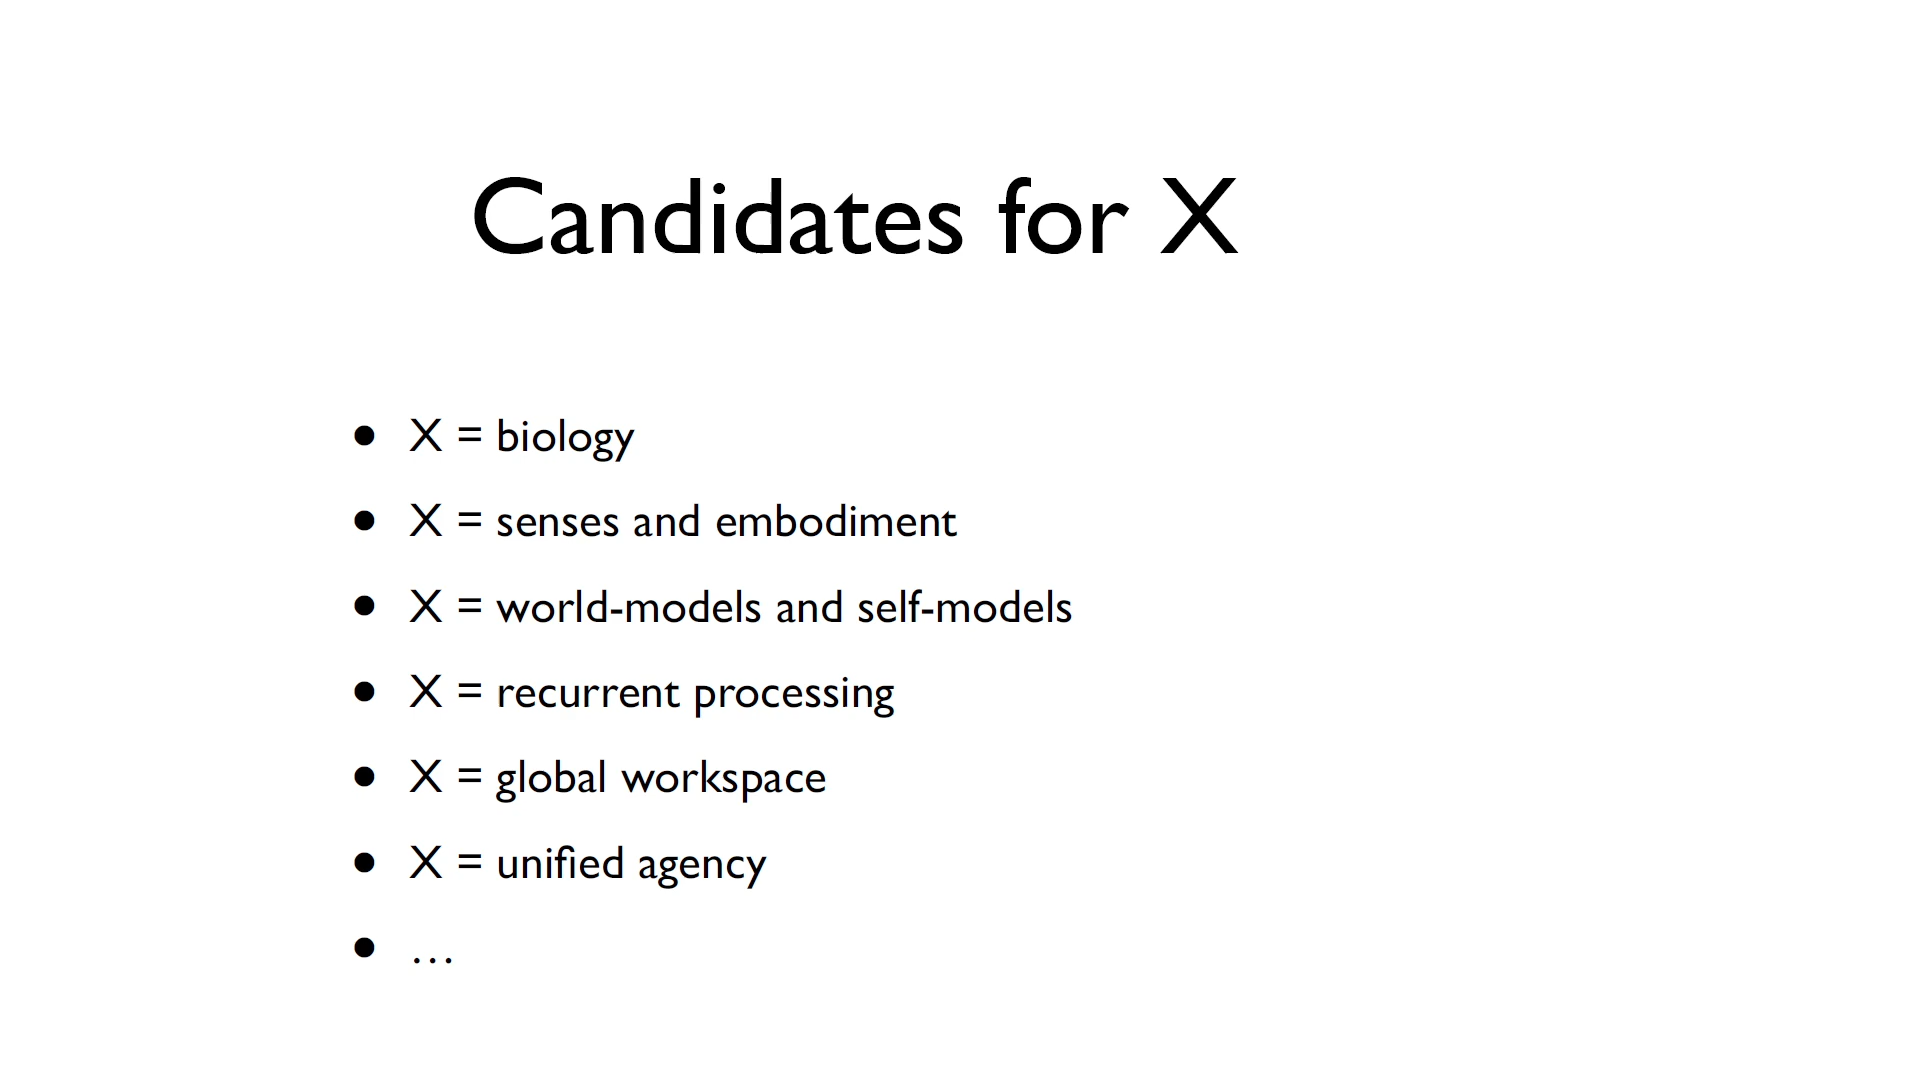 Candidates for X
• X = biology
• X = senses and embodiment
• X = world-models and self-models
• X = recurrent processing
• X = global workspace
• X = unified agency
• …